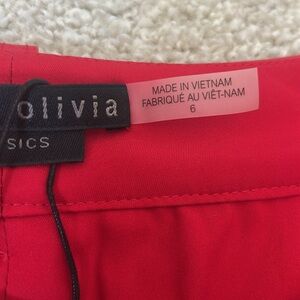 olivia
SICS
MADE IN VIETNAM
FABRIQUÉ AU VIÊT-NAM
6